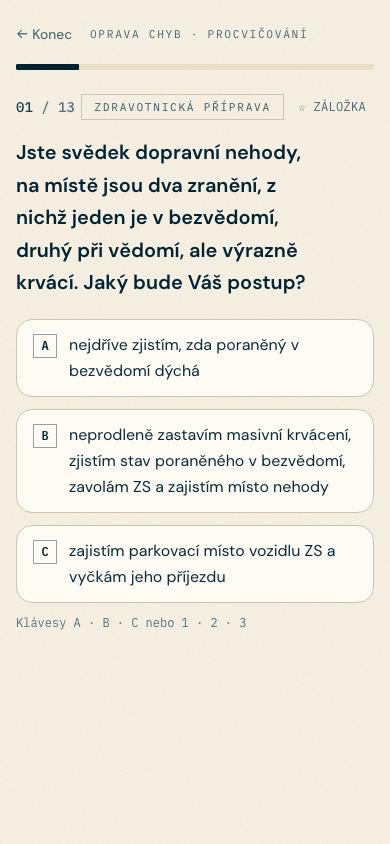 ← Konec OPRAVA CHYB · PROCVIČOVÁNÍ
01 / 13 ZDRAVOTNICKÁ PŘÍPRAVA ☆ ZÁLOŽKA
Jste svědek dopravní nehody,
na místě jsou dva zranění, z
nichž jeden je v bezvědomí,
druhý při vědomí, ale výrazně
krvácí. Jaký bude Váš postup?
A nejdříve zjistím, zda poraněný v
bezvědomí dýchá
B neprodleně zastavím masivní krvácení,
zjistím stav poraněného v bezvědomí,
zavolám ZS a zajistím místo nehody
C zajistím parkovací místo vozidlu ZS a
vyčkám jeho příjezdu
Klávesy A · B · C nebo 1 · 2 · 3